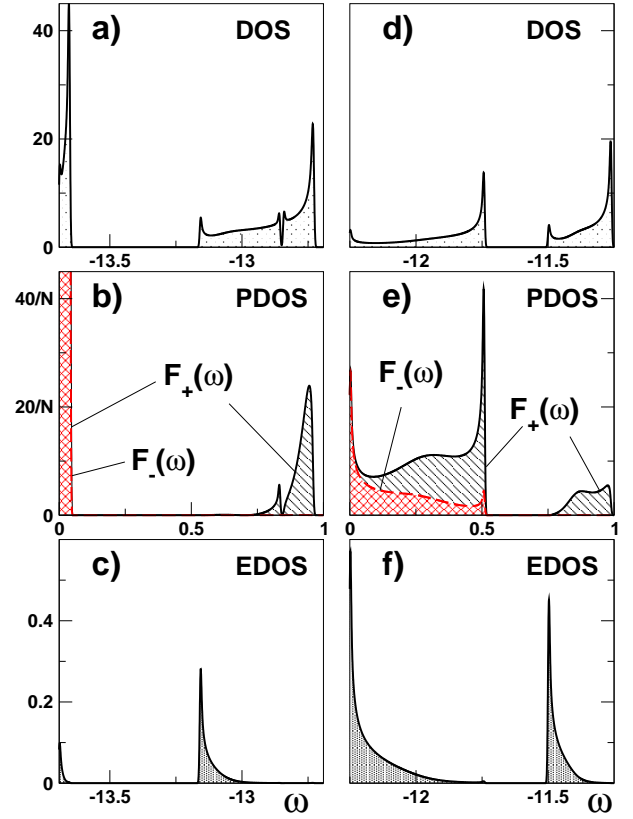 a) DOS
d) DOS
40
20
0
-13.5 -13
-12 -11.5
b) PDOS
e) PDOS
40/N
20/N
0
F+(ω)
F-(ω)
F-(ω)
F+(ω)
0 0.5 1
0 0.5 1
c) EDOS
f) EDOS
0.4
0.2
0
-13.5 -13 ω
-12 -11.5 ω